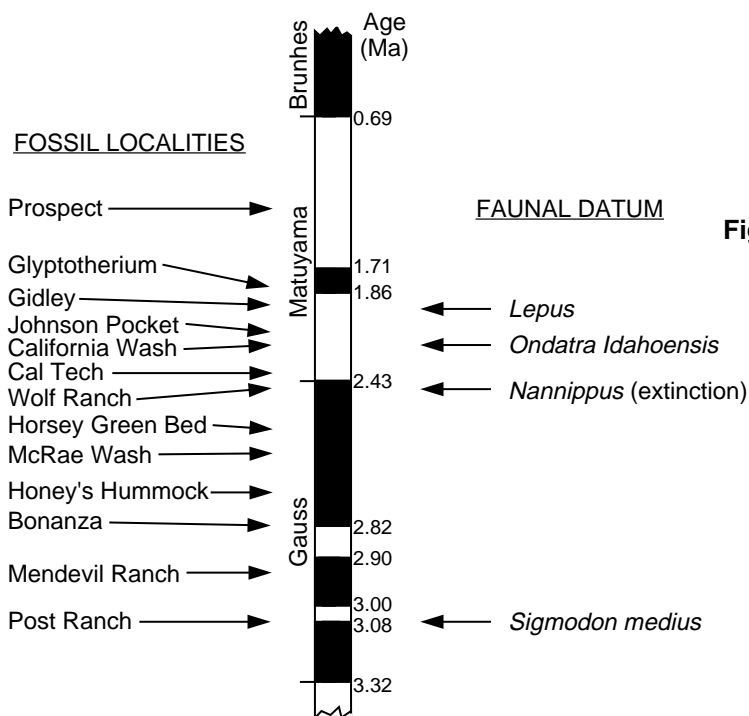 Age
(Ma)
Brunhes
0.69
FOSSIL LOCALITIES
Prospect
Matuyama
FAUNAL DATUM
Fig
Glyptotherium
1.71
Gidley
1.86
Lepus
Johnson Pocket
California Wash
Ondatra Idahoensis
Cal Tech
2.43
Wolf Ranch
Nannippus (extinction)
Horsey Green Bed
McRae Wash
Honey's Hummock
Gauss
Bonanza
2.82
2.90
Mendevil Ranch
3.00
Post Ranch
3.08
Sigmodon medius
3.32